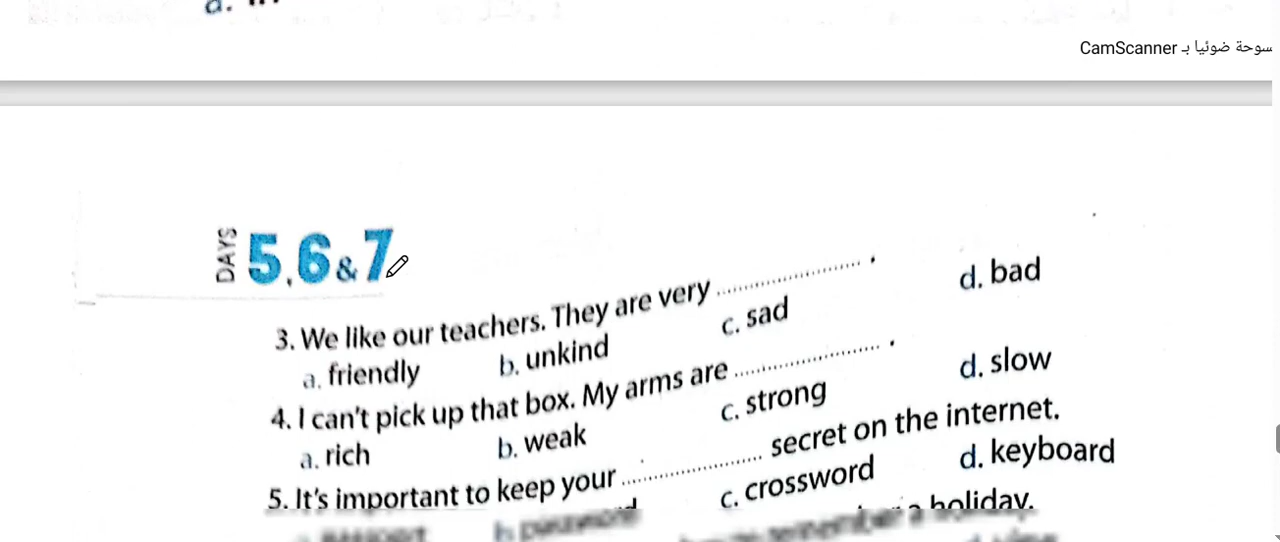 CamScanner ضوئيا بـ
DAYS 5,6 & 7
3. We like our teachers. They are very .................... .
a. friendly b. unkind c. sad d. bad
4. I can't pick up that box. My arms are .................... .
a. rich b. weak c. strong d. slow
5. It's important to keep your .................... secret on the internet.
b. password c. crossword d. keyboard
a holiday.